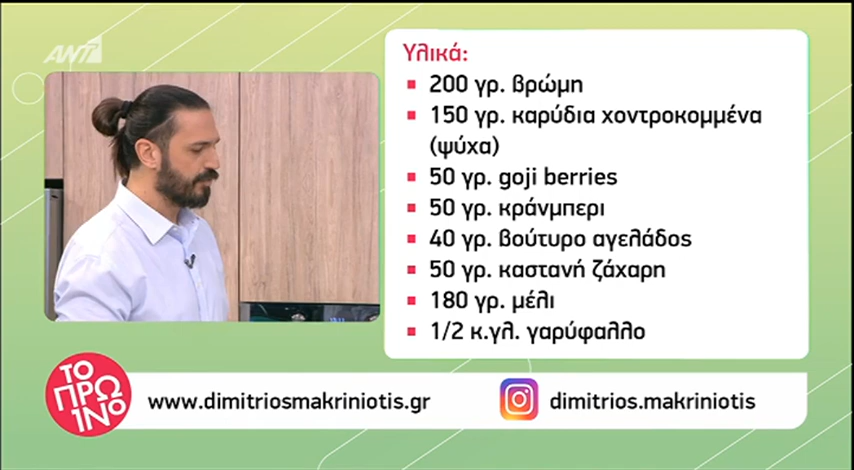 ΑΝΤ1
Υλικά:
200 γρ. βρώμη
150 γρ. καρύδια χοντροκομμένα
(ψύχα)
50 γρ. goji berries
50 γρ. κράνμπερι
40 γρ. βούτυρο αγελάδος
50 γρ. καστανή ζάχαρη
180 γρ. μέλι
1/2 κ.γλ. γαρύφαλλο
ΤΟ
ΠΡΩ
ΙΝΟ
www.dimitriosmakriniotis.gr
dimitrios.makriniotis